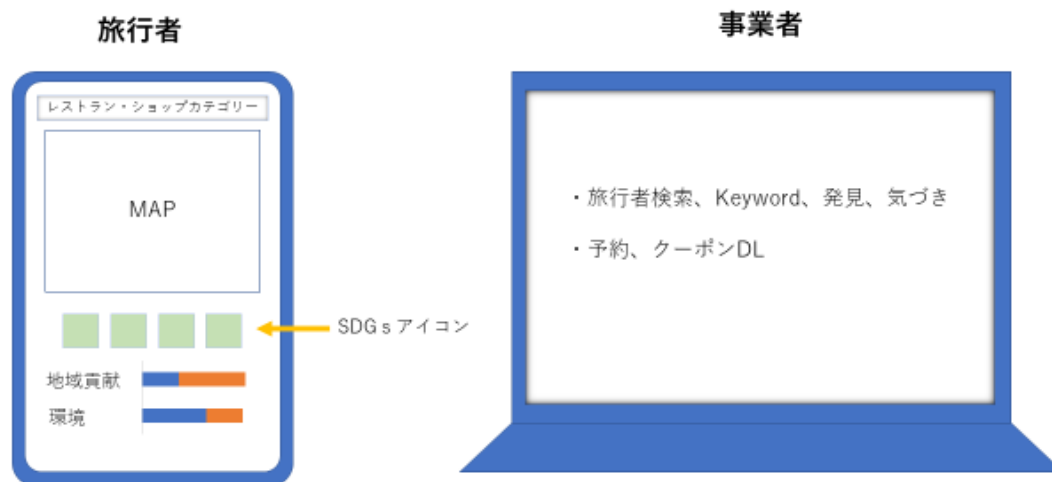 旅行者
事業者
レストラン・ショップカテゴリー
MAP
SDGsアイコン
地域貢献
環境
・旅行者検索、Keyword、発見、気づき
・予約、クーポンDL